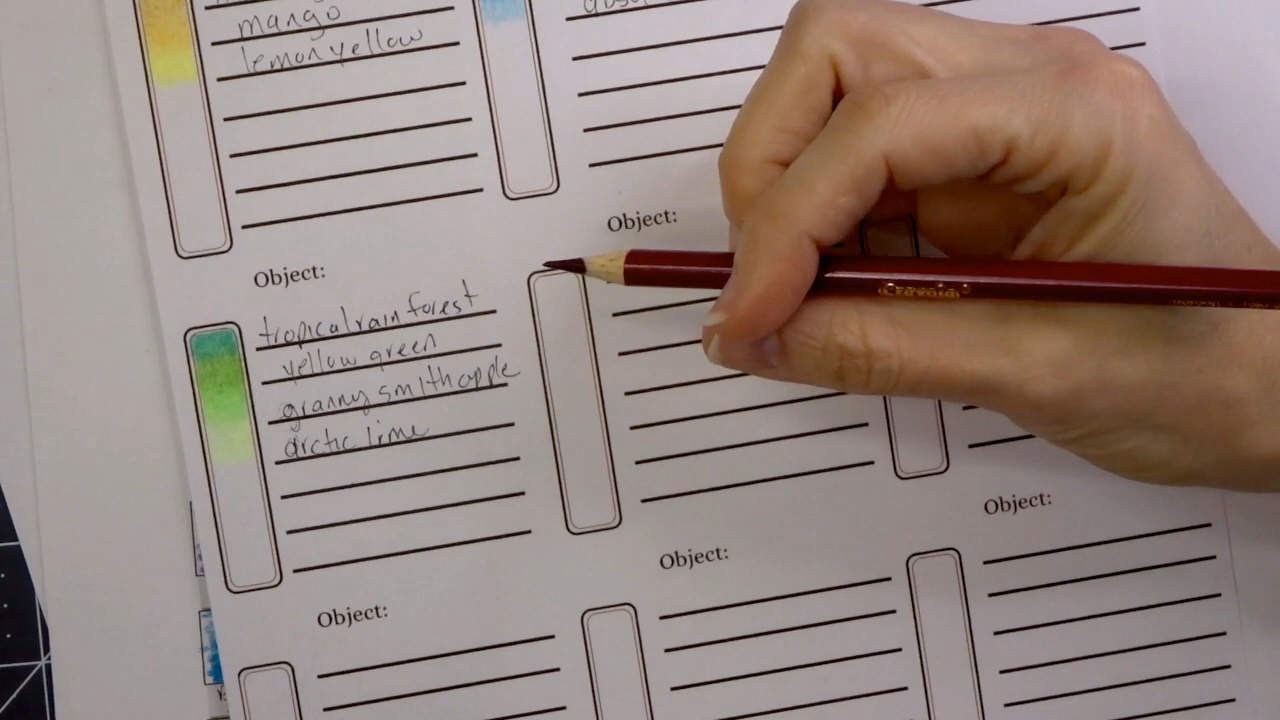 mango
lemon yellow
Object:
Object:
tropical rain forest
yellow green
granny smith apple
arctic lime
Crayola
Object:
Object:
Object: